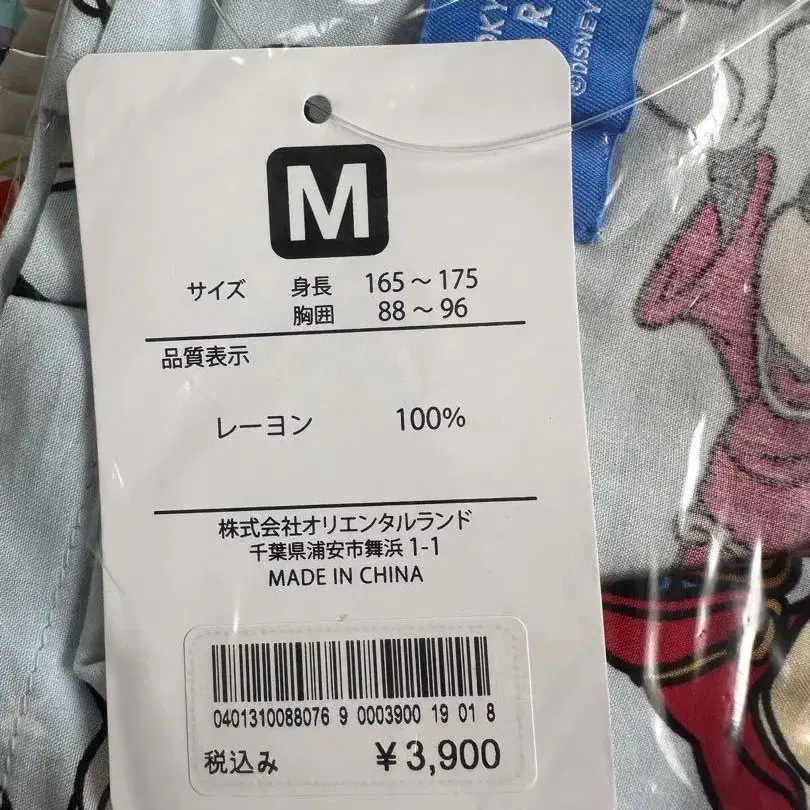 ©DISNEY
M
サイズ 身長 165～175
胸囲 88～96
品質表示
レーヨン 100%
株式会社オリエンタルランド
千葉県浦安市舞浜 1-1
MADE IN CHINA
0401310088076 9 0003900 19 01 8
税込み ¥3,900